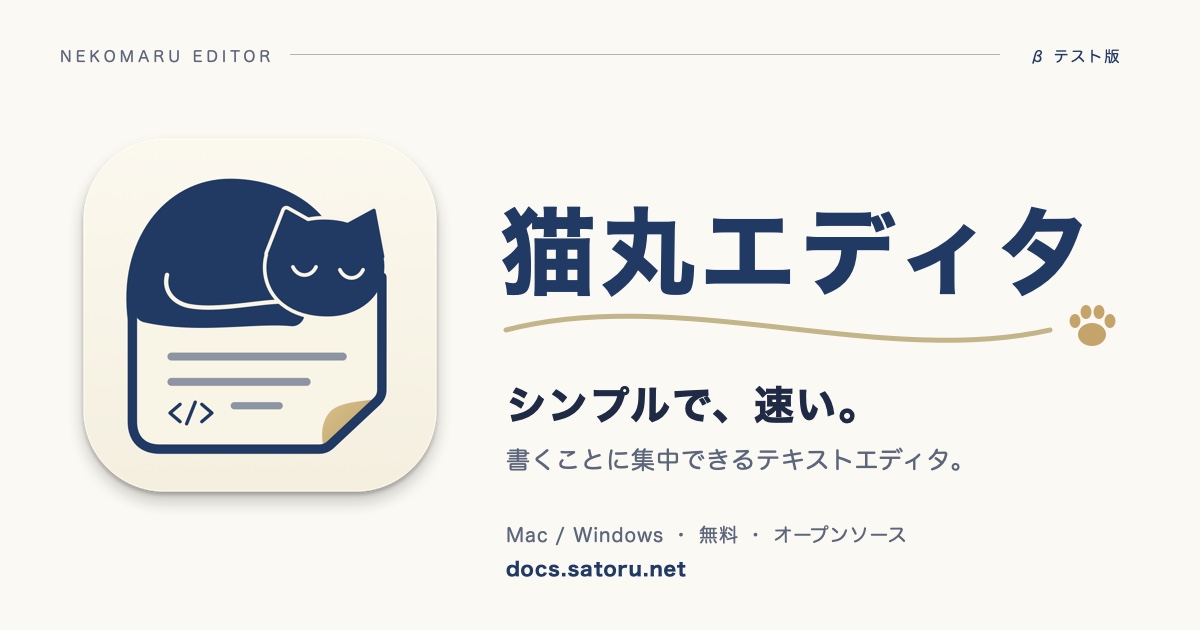 NEKOMARU EDITOR
β テスト版
猫丸エディタ
シンプルで、速い。
書くことに集中できるテキストエディタ。
</>
Mac / Windows ・ 無料 ・ オープンソース
docs.satoru.net